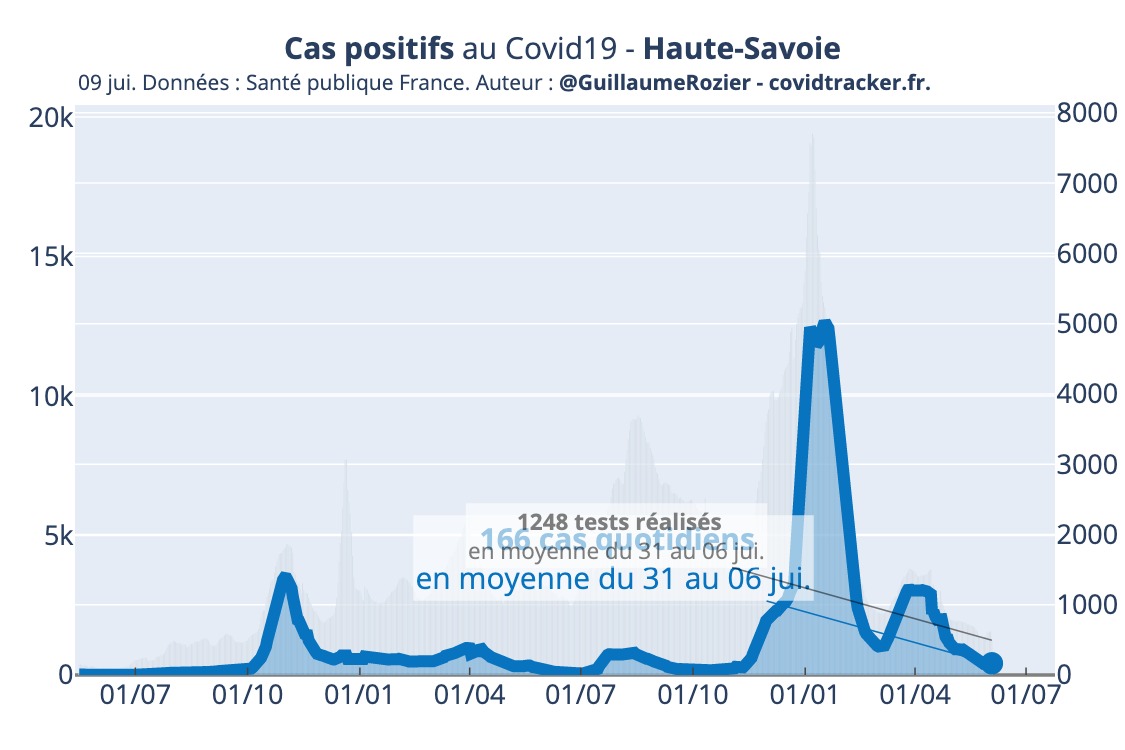 Cas positifs au Covid19 - Haute-Savoie
09 jui. Données : Santé publique France. Auteur : @GuillaumeRozier - covidtracker.fr.
20k
15k
10k
5k
0
8000
7000
6000
5000
4000
3000
2000
1000
0
1248 tests réalisés
en moyenne du 31 au 06 jui.
166 cas quotidiens
en moyenne du 31 au 06 jui.
01/07 01/10 01/01 01/04 01/07 01/10 01/01 01/04 01/07